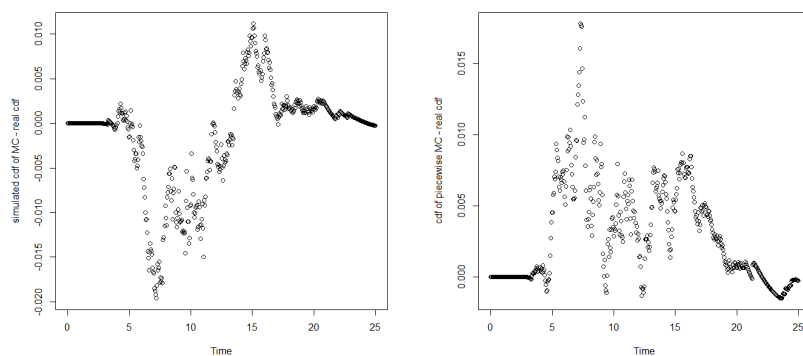 simulated cdf of MC - real cdf
0.010
0.005
0.000
-0.005
-0.010
-0.015
-0.020
0 5 10 15 20 25
Time
cdf of piecewise MC - real cdf
0.015
0.010
0.005
0.000
0 5 10 15 20 25
Time